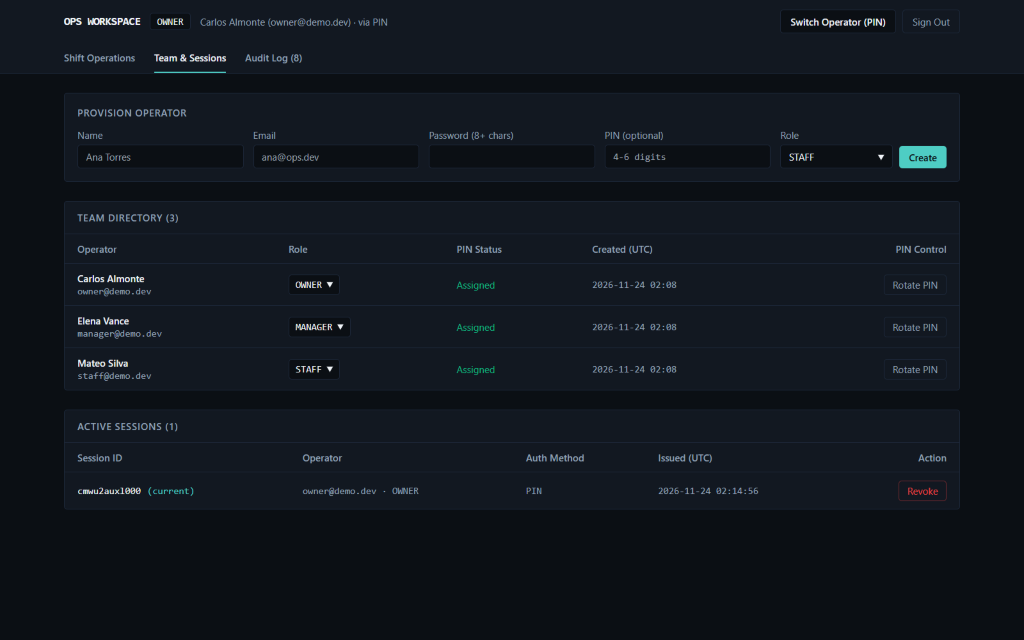 OPS WORKSPACE OWNER Carlos Almonte (owner@demo.dev) · via PIN Switch Operator (PIN) Sign Out
Shift Operations Team & Sessions Audit Log (8)
PROVISION OPERATOR
Name Email Password (8+ chars) PIN (optional) Role
Ana Torres ana@ops.dev 4-6 digits STAFF ▼ Create
TEAM DIRECTORY (3)
Operator Role PIN Status Created (UTC) PIN Control
Carlos Almonte
owner@demo.dev OWNER ▼ Assigned 2026-11-24 02:08 Rotate PIN
Elena Vance
manager@demo.dev MANAGER ▼ Assigned 2026-11-24 02:08 Rotate PIN
Mateo Silva
staff@demo.dev STAFF ▼ Assigned 2026-11-24 02:08 Rotate PIN
ACTIVE SESSIONS (1)
Session ID Operator Auth Method Issued (UTC) Action
cmwu2aux1000 (current) owner@demo.dev · OWNER PIN 2026-11-24 02:14:56 Revoke